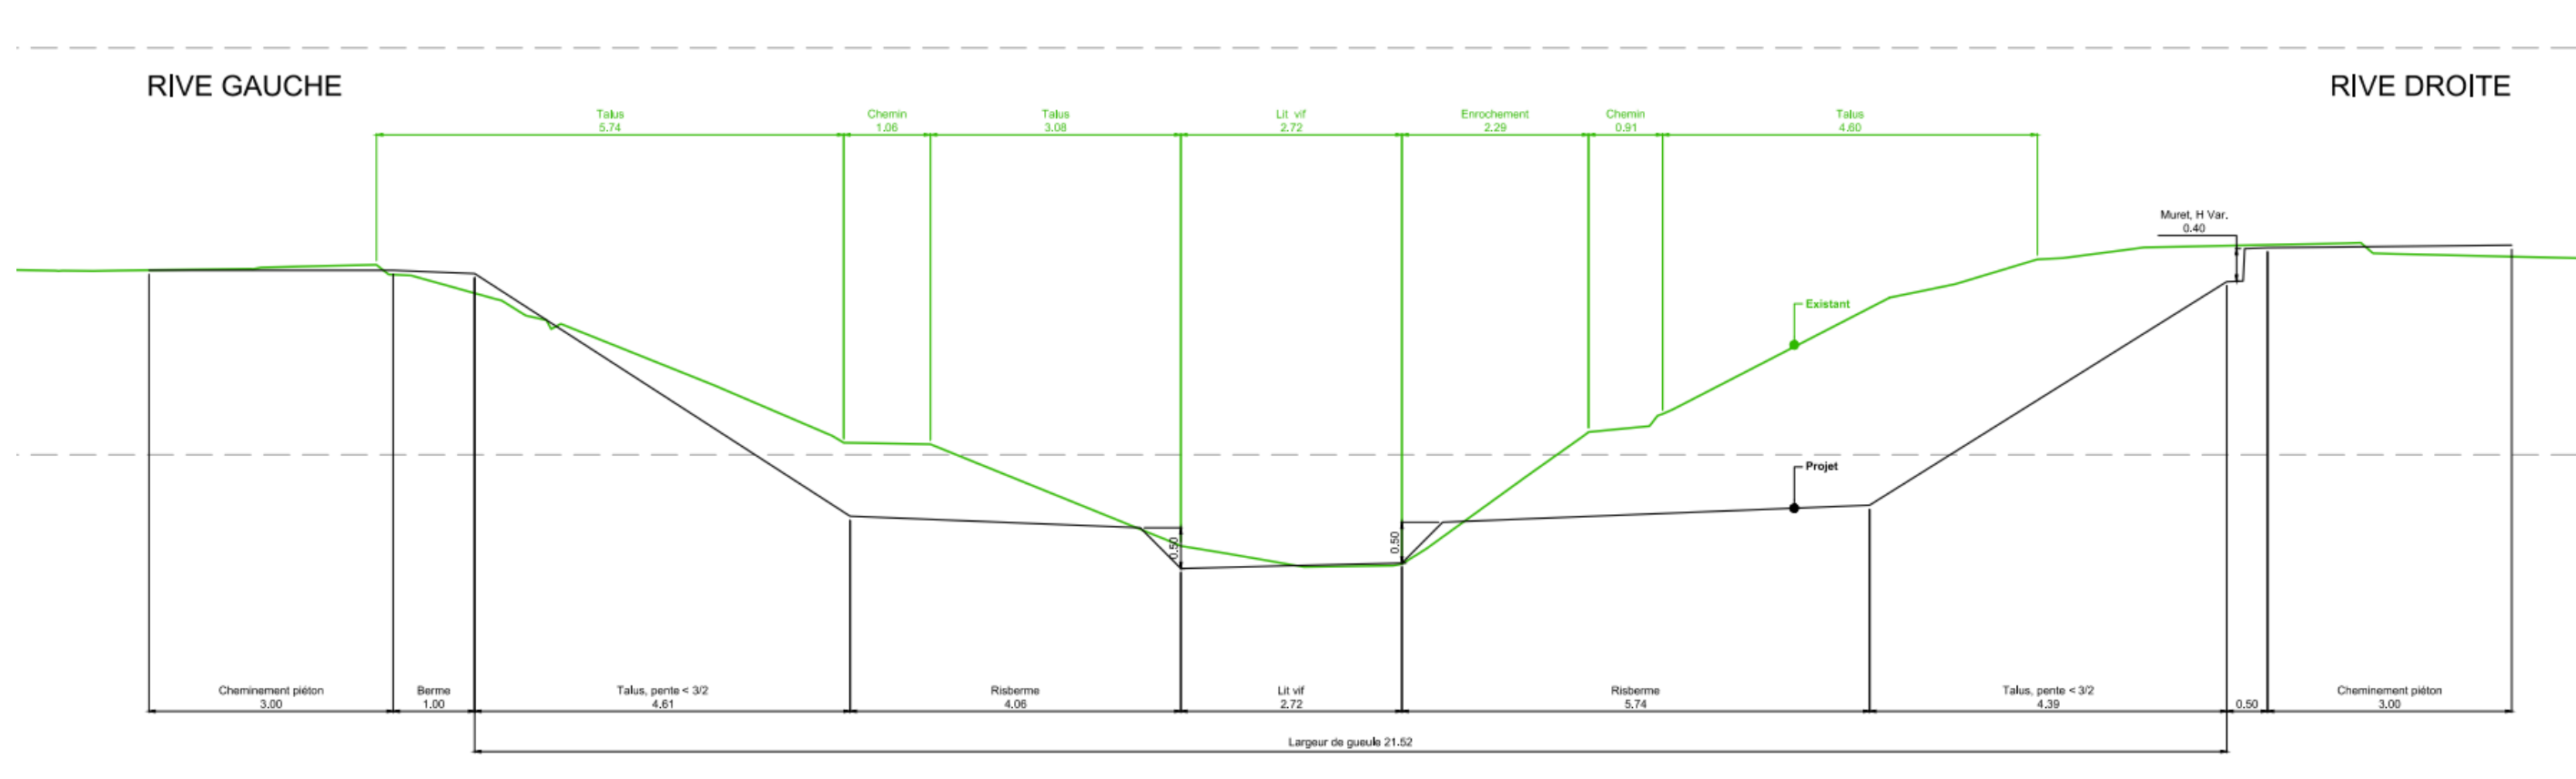 RIVE GAUCHE
RIVE DROITE
Talus
5.74
Chemin
1.06
Talus
3.08
Lit vif
2.72
Enrochement
2.29
Chemin
0.91
Talus
4.60
Muret, H Var.
0.40
Existant
Projet
0.50
0.50
Cheminement piéton
3.00
Berme
1.00
Talus, pente < 3/2
4.61
Risberme
4.06
Lit vif
2.72
Risberme
5.74
Talus, pente < 3/2
4.39
0.50
Cheminement piéton
3.00
Largeur de gueule 21.52